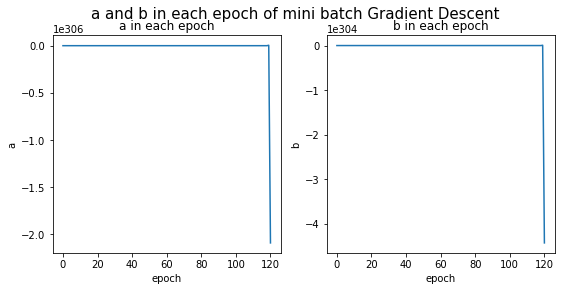 a and b in each epoch of mini batch Gradient Descent
a in each epoch
1e306
0.0
-0.5
-1.0
-1.5
-2.0
a
0 20 40 60 80 100 120
epoch
b in each epoch
1e304
0
-1
-2
-3
-4
b
0 20 40 60 80 100 120
epoch